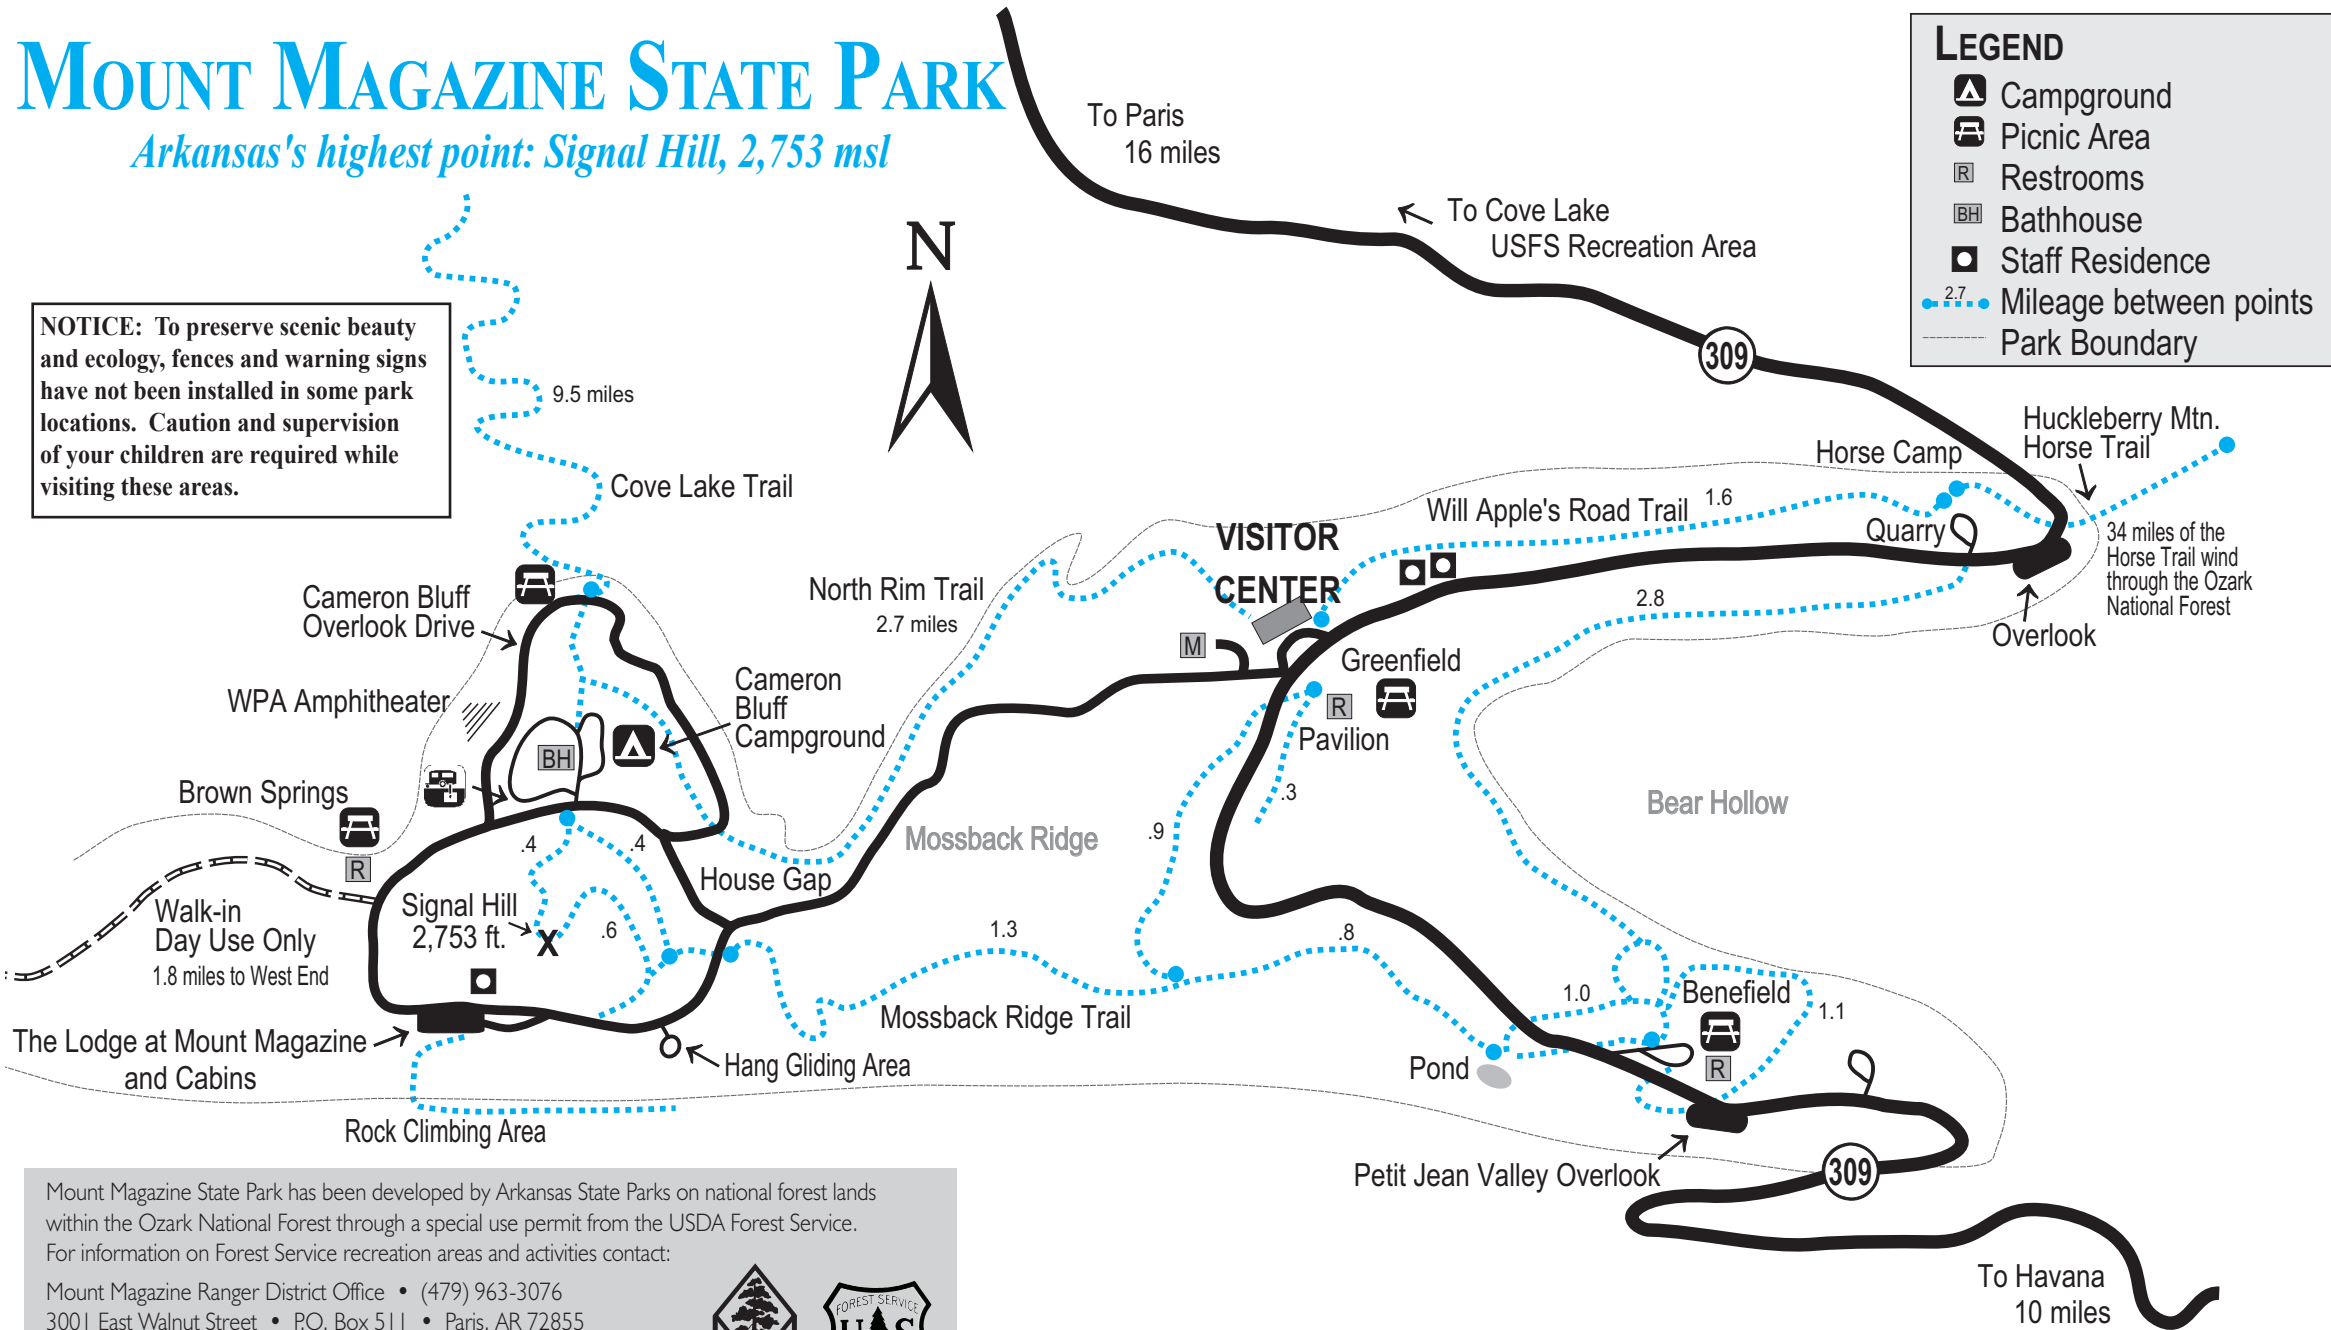 MOUNT MAGAZINE STATE PARK
Arkansas's highest point: Signal Hill, 2,753 msl
NOTICE: To preserve scenic beauty
and ecology, fences and warning signs
have not been installed in some park
locations. Caution and supervision
of your children are required while
visiting these areas.
N
To Paris
16 miles
To Cove Lake
USFS Recreation Area
LEGEND
Campground
Picnic Area
R Restrooms
BH Bathhouse
Staff Residence
2.7 Mileage between points
Park Boundary
309
Huckleberry Mtn.
Horse Trail
Horse Camp
34 miles of the
Horse Trail wind
through the Ozark
National Forest
Quarry
Overlook
Will Apple's Road Trail
1.6
2.8
VISITOR
CENTER
M
Greenfield
R
Pavilion
.3
.9
9.5 miles
Cove Lake Trail
North Rim Trail
2.7 miles
Cameron Bluff
Overlook Drive
WPA Amphitheater
Cameron
Bluff
Campground
BH
Brown Springs
R
.4
.4
House Gap
Mossback Ridge
Bear Hollow
Walk-in
Day Use Only
1.8 miles to West End
Signal Hill
2,753 ft.
X
.6
1.3
.8
Mossback Ridge Trail
The Lodge at Mount Magazine
and Cabins
Hang Gliding Area
Rock Climbing Area
Pond
1.0
Benefield
R
1.1
Petit Jean Valley Overlook
309
To Havana
10 miles
Mount Magazine State Park has been developed by Arkansas State Parks on national forest lands
within the Ozark National Forest through a special use permit from the USDA Forest Service.
For information on Forest Service recreation areas and activities contact:
Mount Magazine Ranger District Office • (479) 963-3076
3001 East Walnut Street • P.O. Box 511 • Paris, AR 72855
FOREST SERVICE
U S